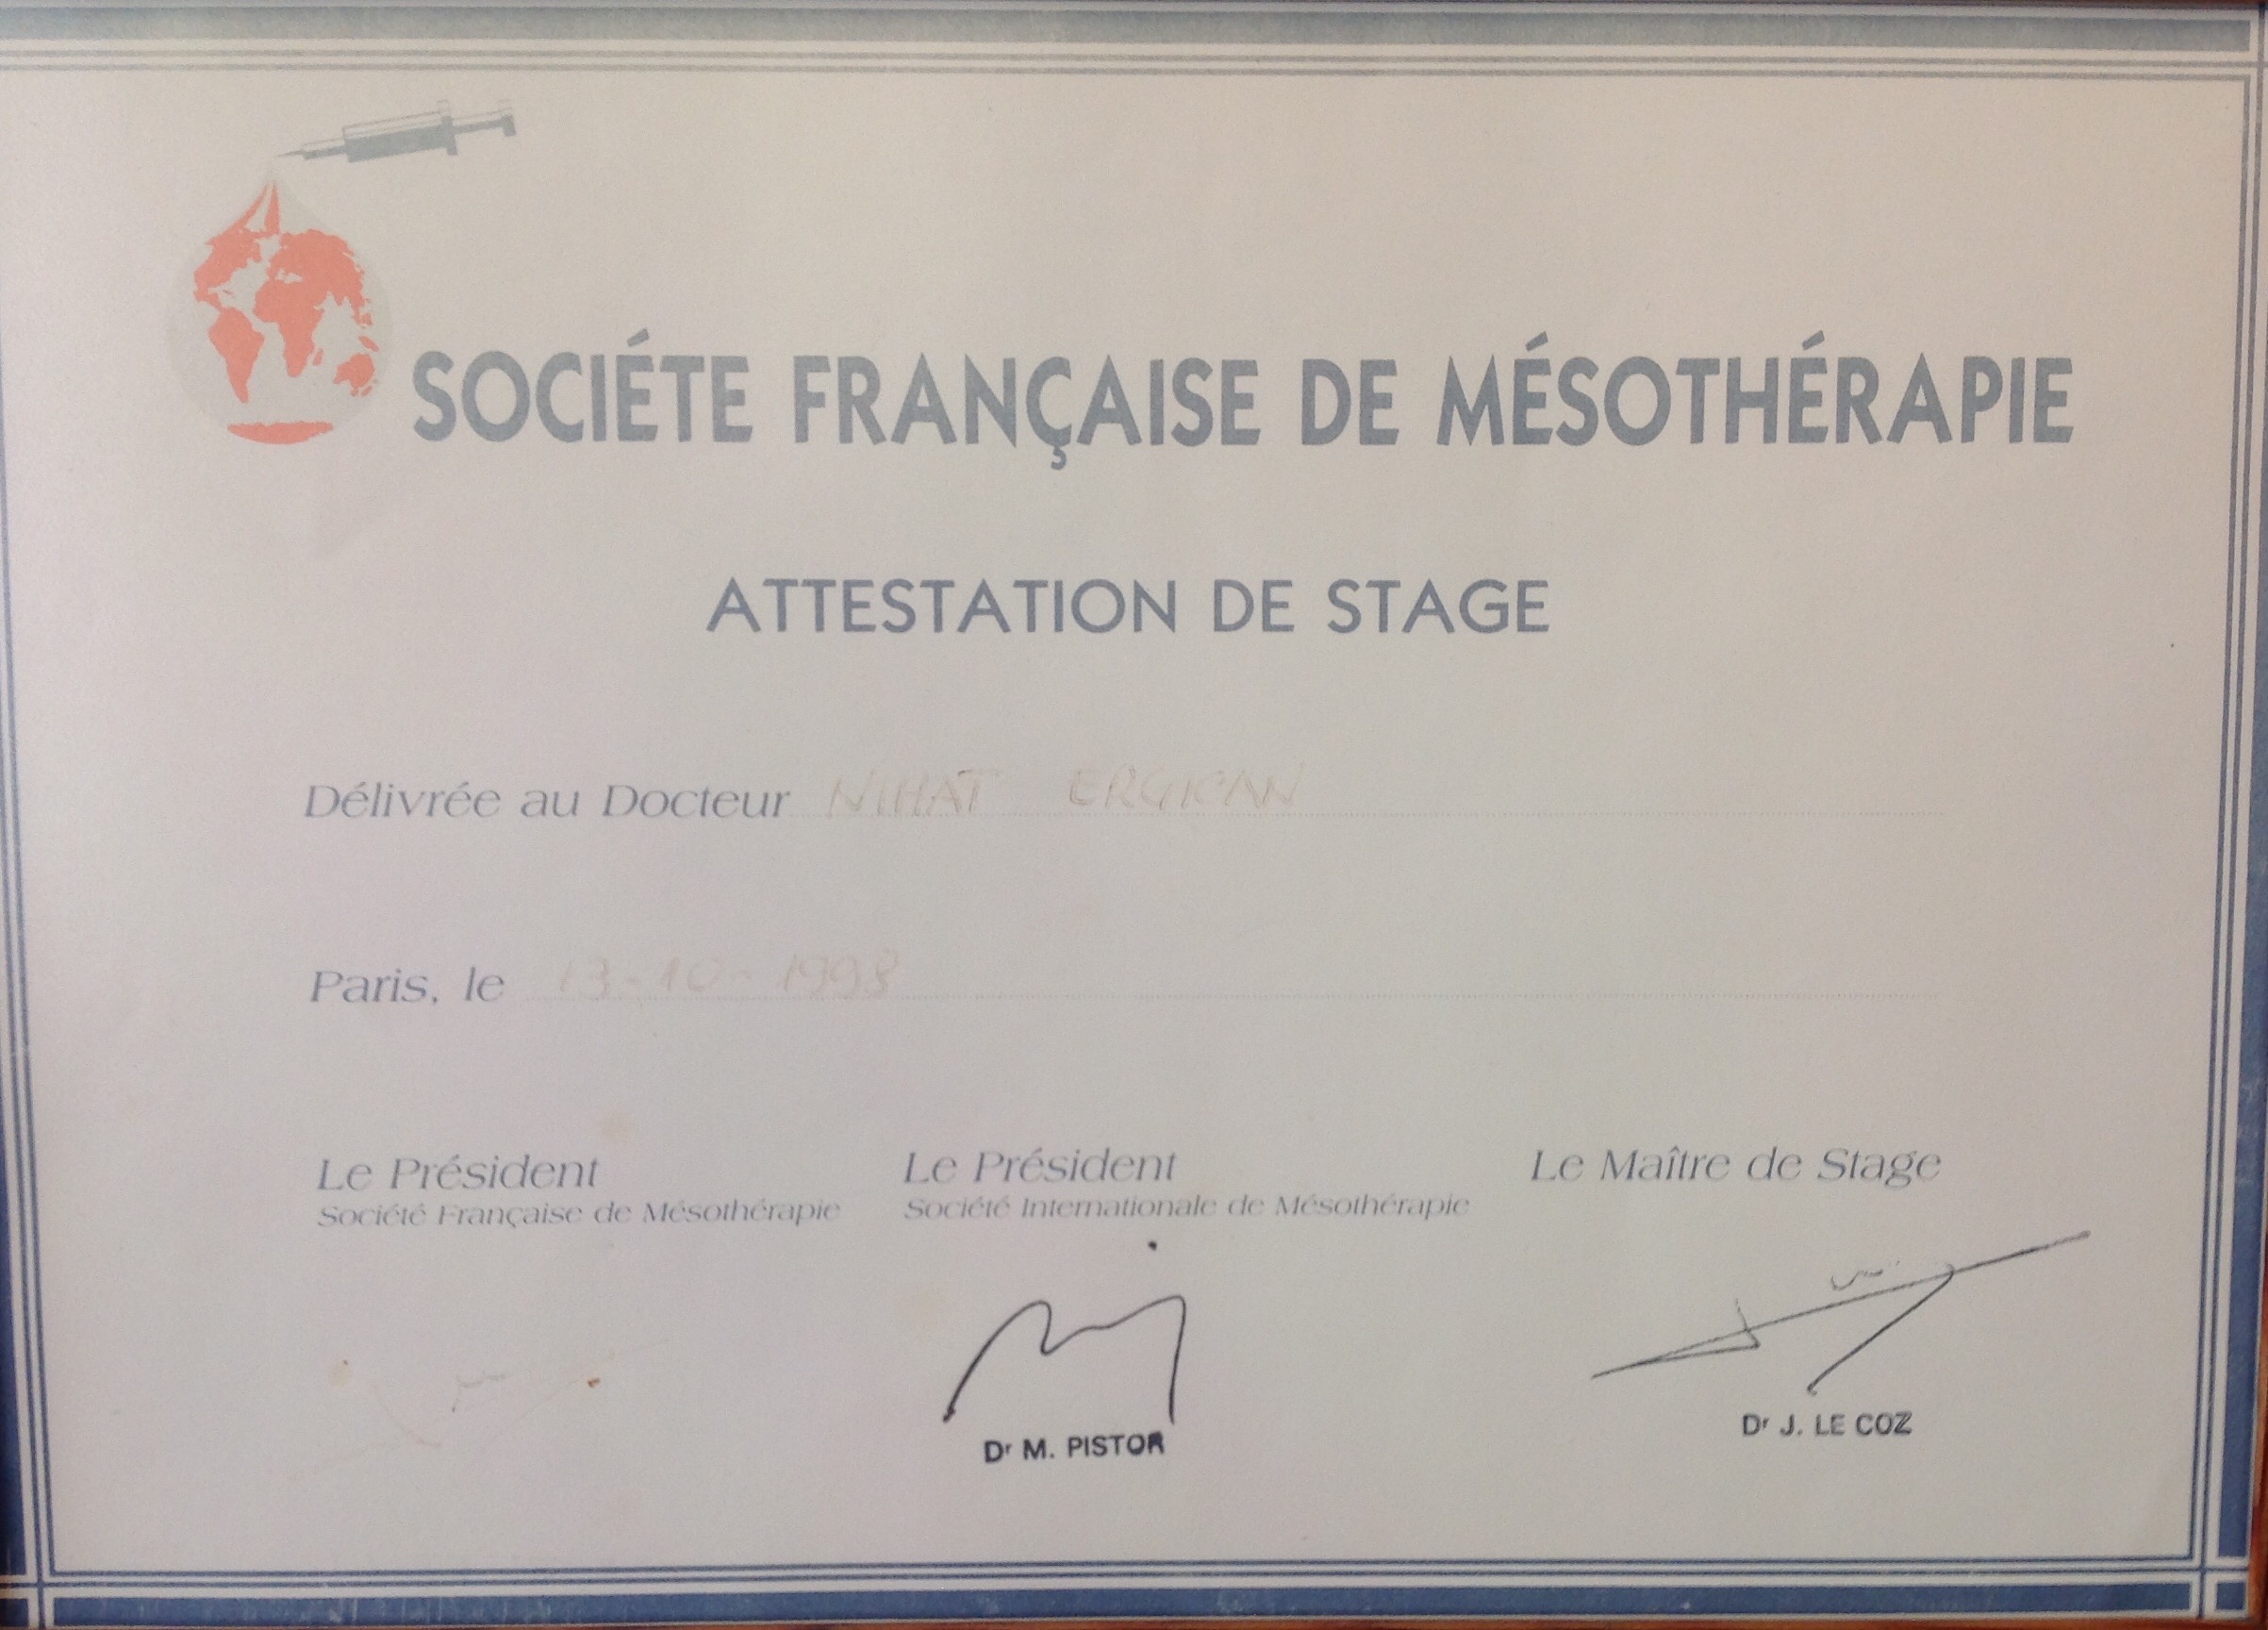 SOCIÉTE FRANÇAISE DE MÉSOTHÉRAPIE
ATTESTATION DE STAGE
Délivrée au Docteur NIHAT
Paris, le 13-10-1998
Le Président
Société Française de Mésothérapie
Le Président
Société Internationale de Mésothérapie
Dr M. PISTOR
Le Maître de Stage
Dr J. LE COZ